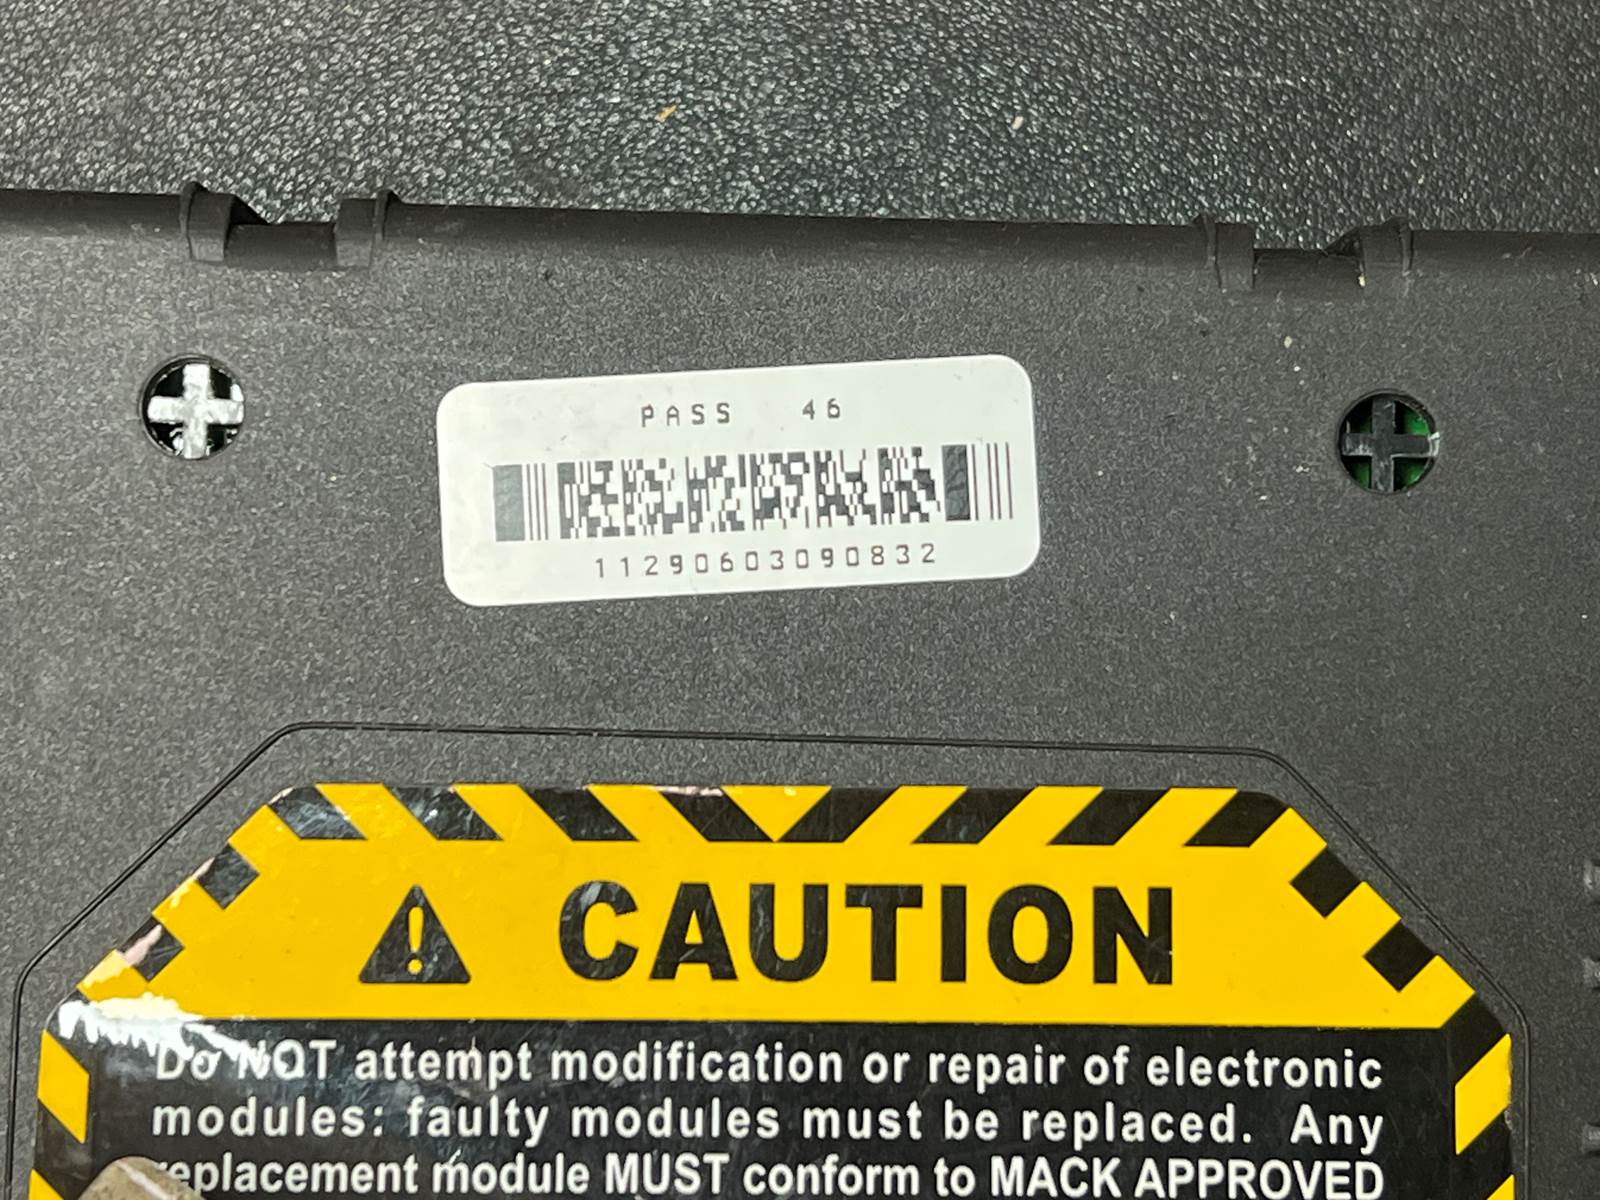 PASS 46
11290603090832
CAUTION
Do NOT attempt modification or repair of electronic
modules: faulty modules must be replaced. Any
replacement module MUST conform to MACK APPROVED